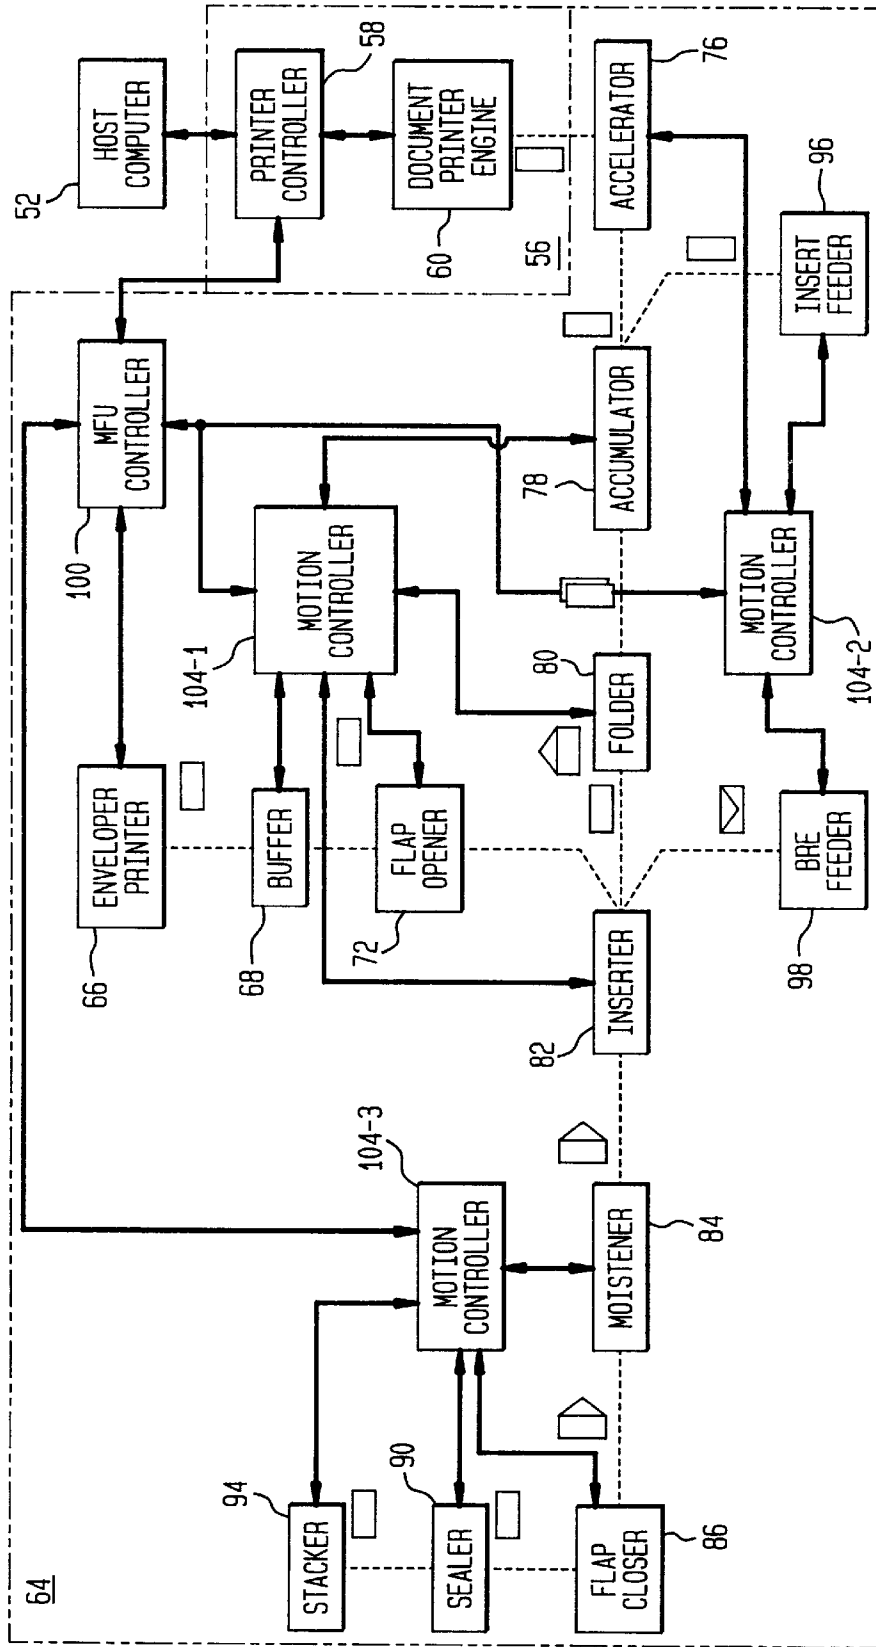 64
52
HOST
COMPUTER
58
PRINTER
CONTROLLER
DOCUMENT
PRINTER
ENGINE
60
56
MFU
CONTROLLER
100
ENVELOPER
PRINTER
66
BUFFER
68
FLAP
OPENER
72
MOTION
CONTROLLER
104-1
ACCELERATOR
76
ACCUMULATOR
78
FOLDER
80
INSERTER
82
MOISTENER
84
FLAP
CLOSER
86
SEALER
90
STACKER
94
MOTION
CONTROLLER
104-3
MOTION
CONTROLLER
104-2
INSERT
FEEDER
96
BRE
FEEDER
98